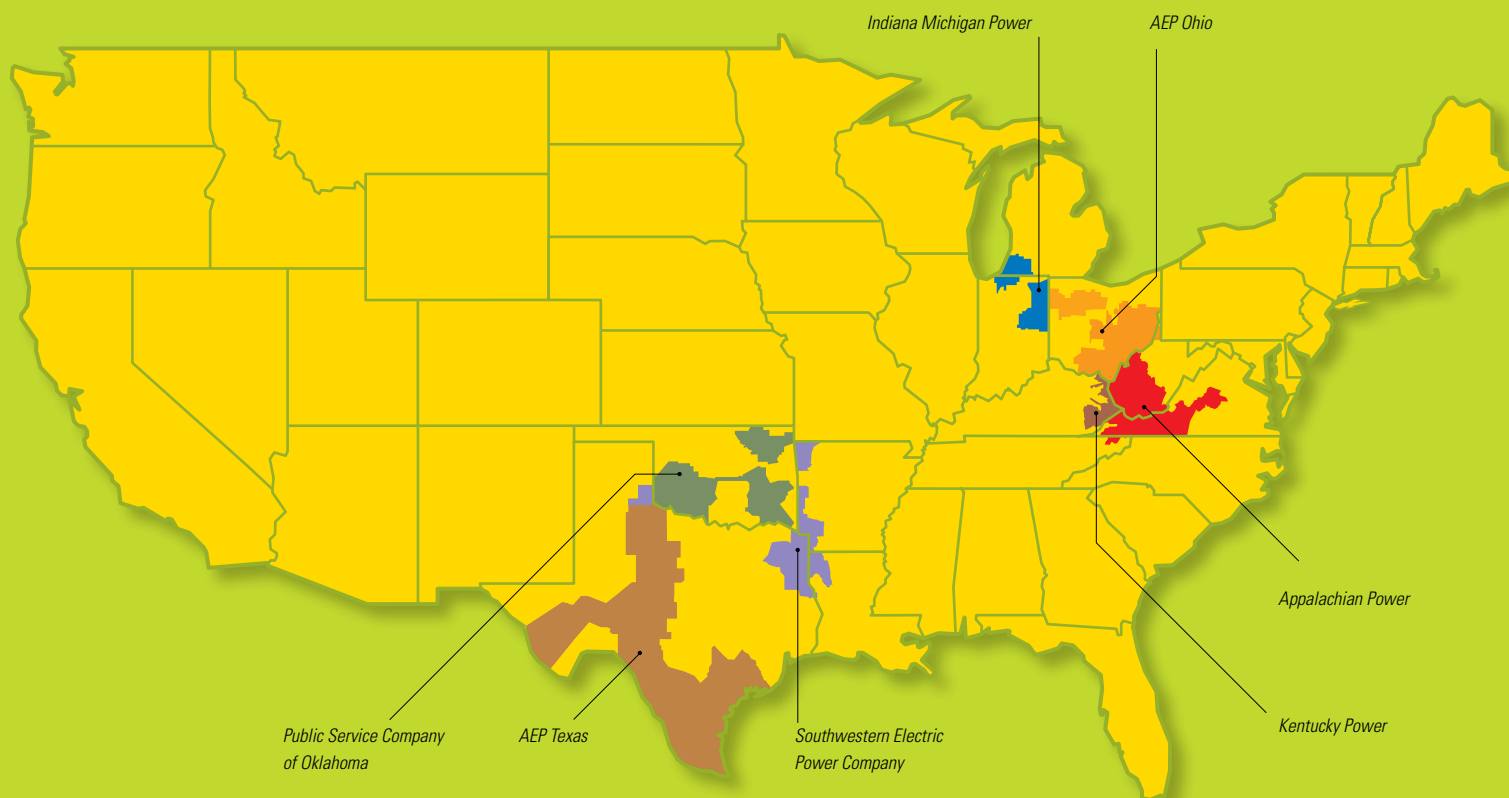 Indiana Michigan Power
AEP Ohio
Appalachian Power
Kentucky Power
Public Service Company
of Oklahoma
AEP Texas
Southwestern Electric
Power Company